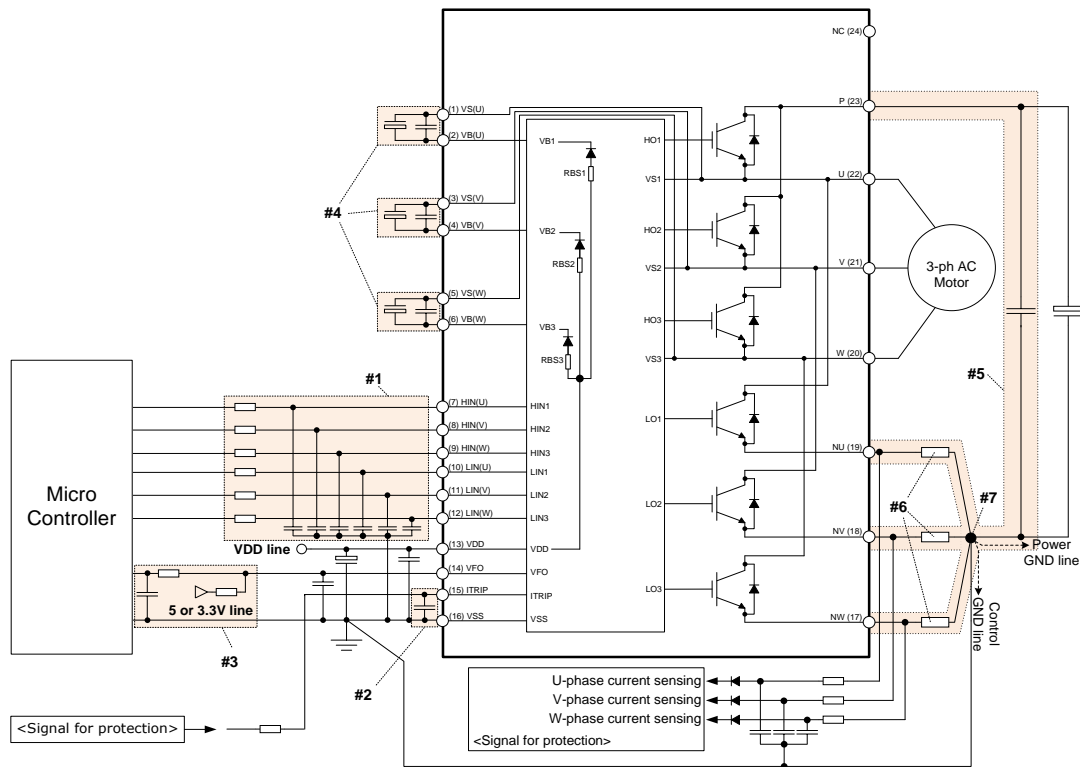 NC (24)
(1) VS(U)
P (23)
(2) VB(U)
VB1
HO1
RBS1
VS1
U (22)
(3) VS(V)
#4
(4) VB(V)
VB2
HO2
3-ph AC
Motor
RBS2
VS2
V (21)
(5) VS(W)
(6) VB(W)
VB3
HO3
RBS3
VS3
W (20)
#5
#1
(7) HIN(U)
HIN1
LO1
(8) HIN(V)
HIN2
(9) HIN(W)
HIN3
NU (19)
(10) LIN(U)
LIN1
Micro
Controller
(11) LIN(V)
LIN2
LO2
#6
#7
(12) LIN(W)
LIN3
NV (18)
VDD line
(13) VDD
VDD
Power
GND line
(14) VFO
VFO
(15) ITRIP
ITRIP
LO3
5 or 3.3V line
(16) VSS
VSS
NW (17)
Control
GND line
#3
#2
U-phase current sensing
V-phase current sensing
W-phase current sensing
<Signal for protection>
<Signal for protection>